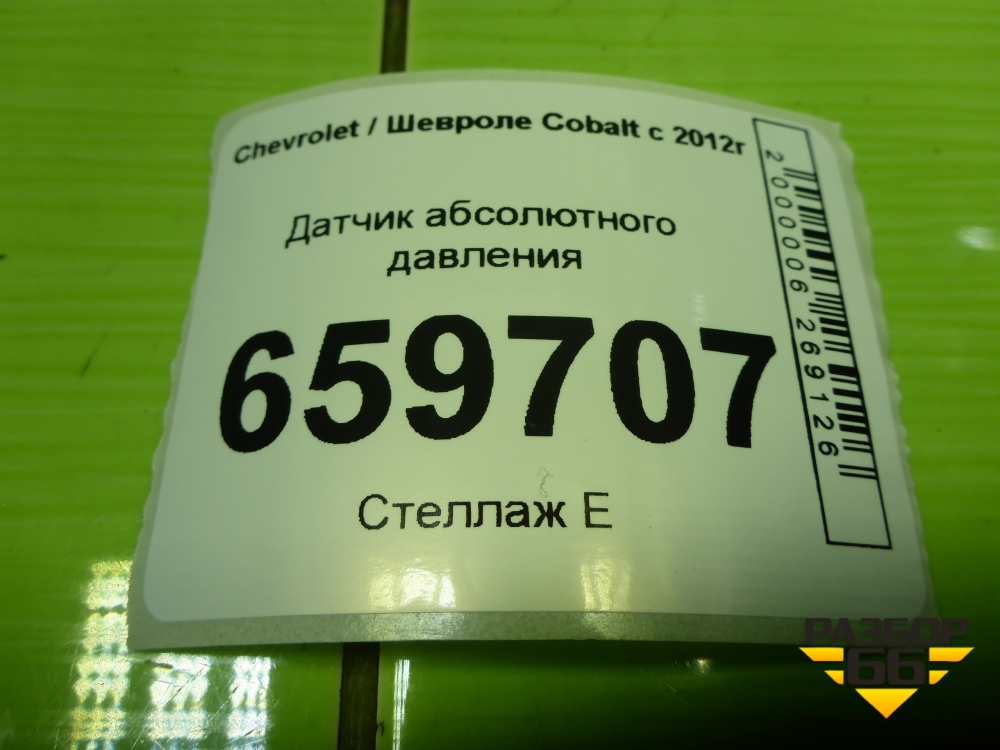 Chevrolet / Шевроле Cobalt с 2012г
Датчик абсолютного
давления
659707
Стеллаж Е
2000006269126
РАЗБОР
66